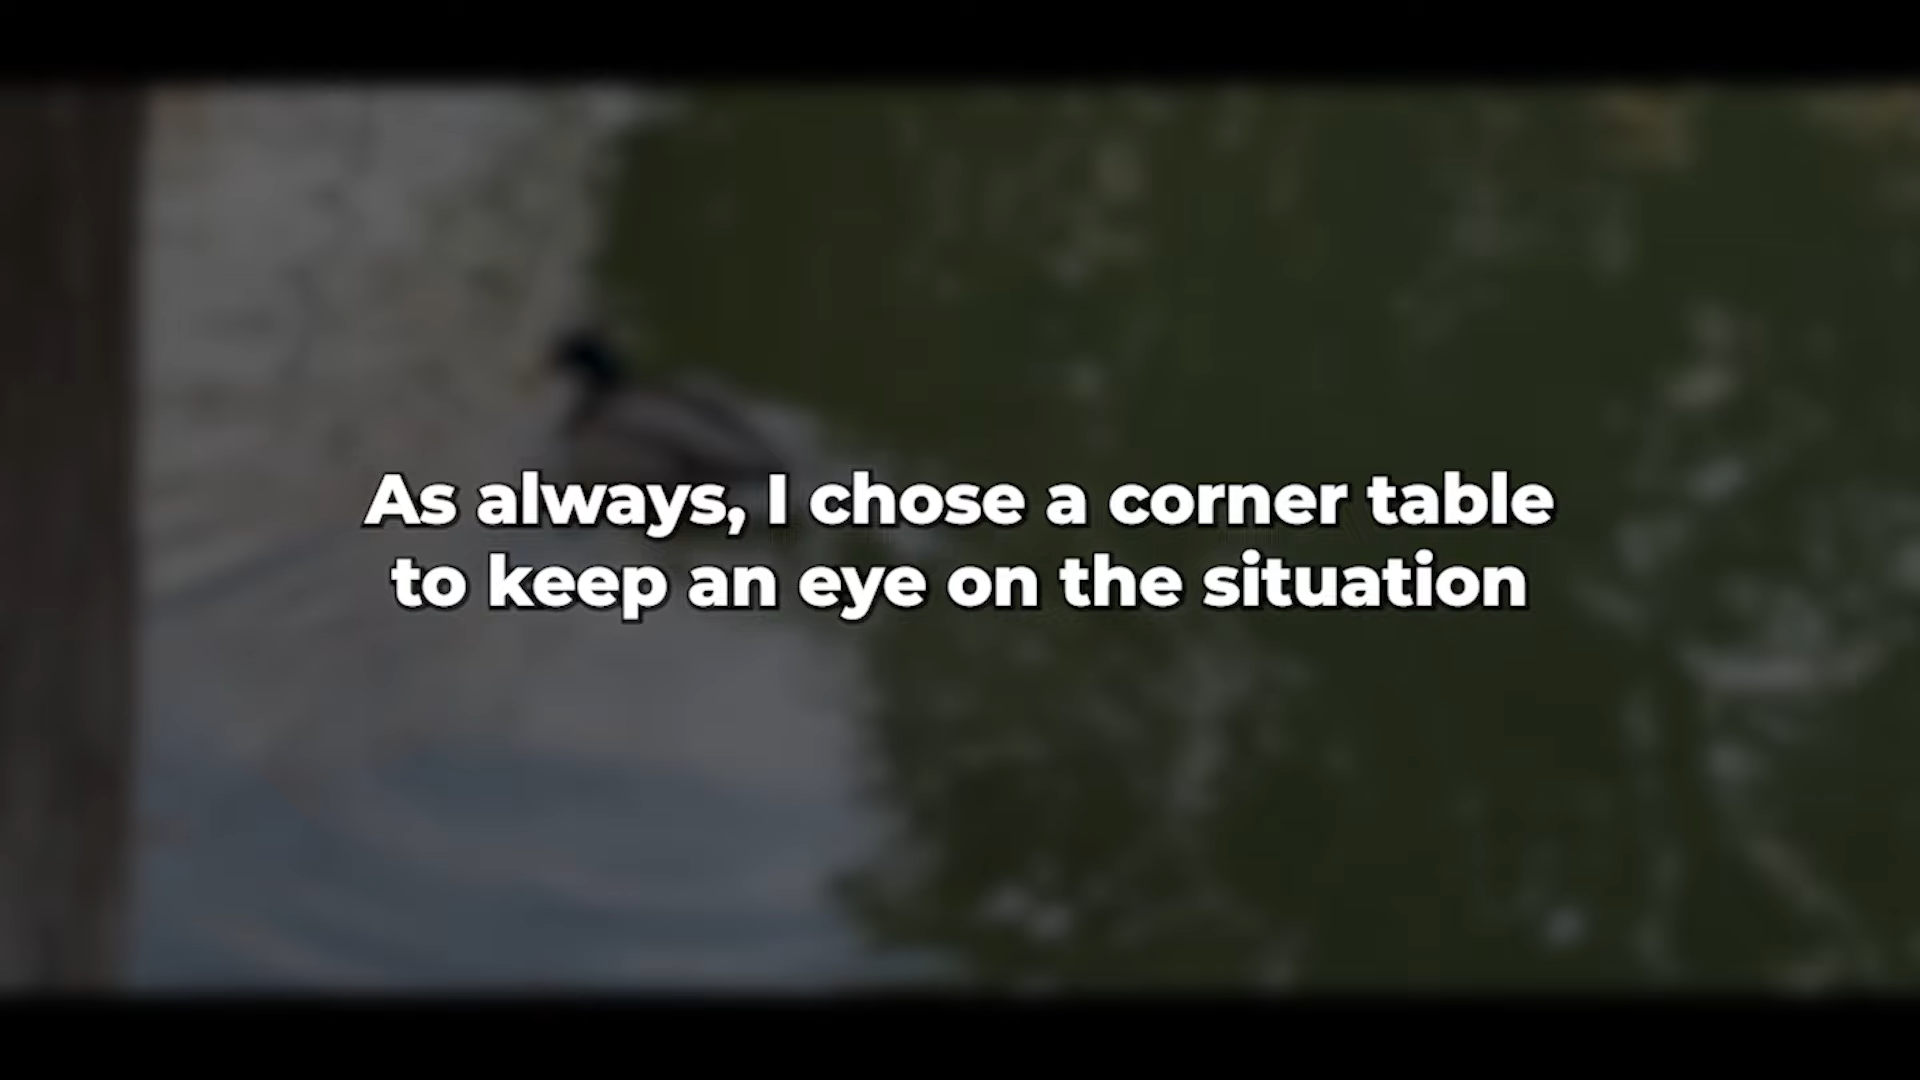 As always, I chose a corner table
to keep an eye on the situation